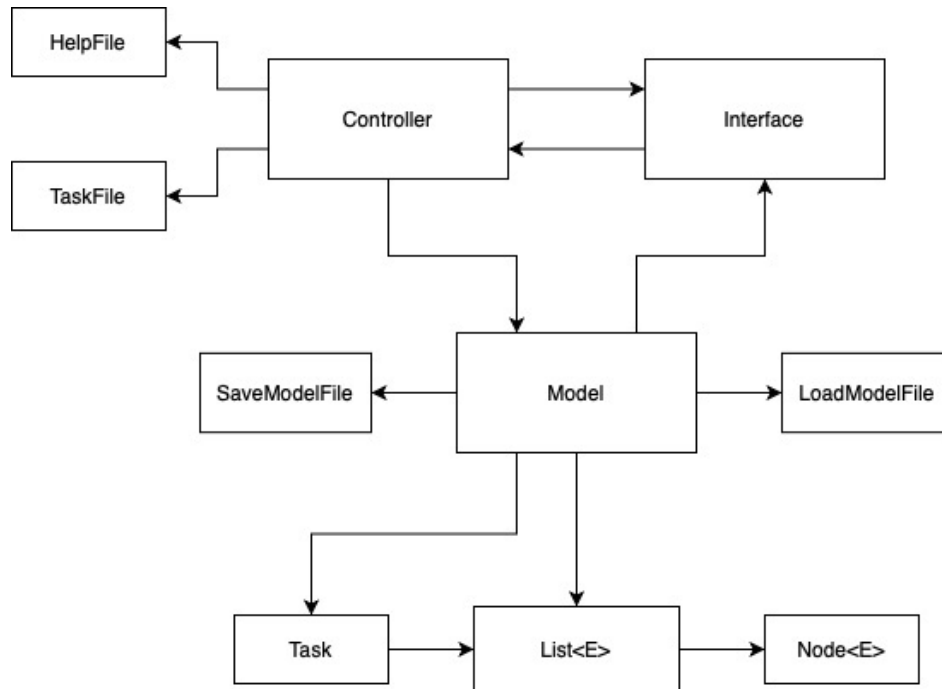 HelpFile
Controller
Interface
TaskFile
SaveModelFile
Model
LoadModelFile
Task
List<E>
Node<E>